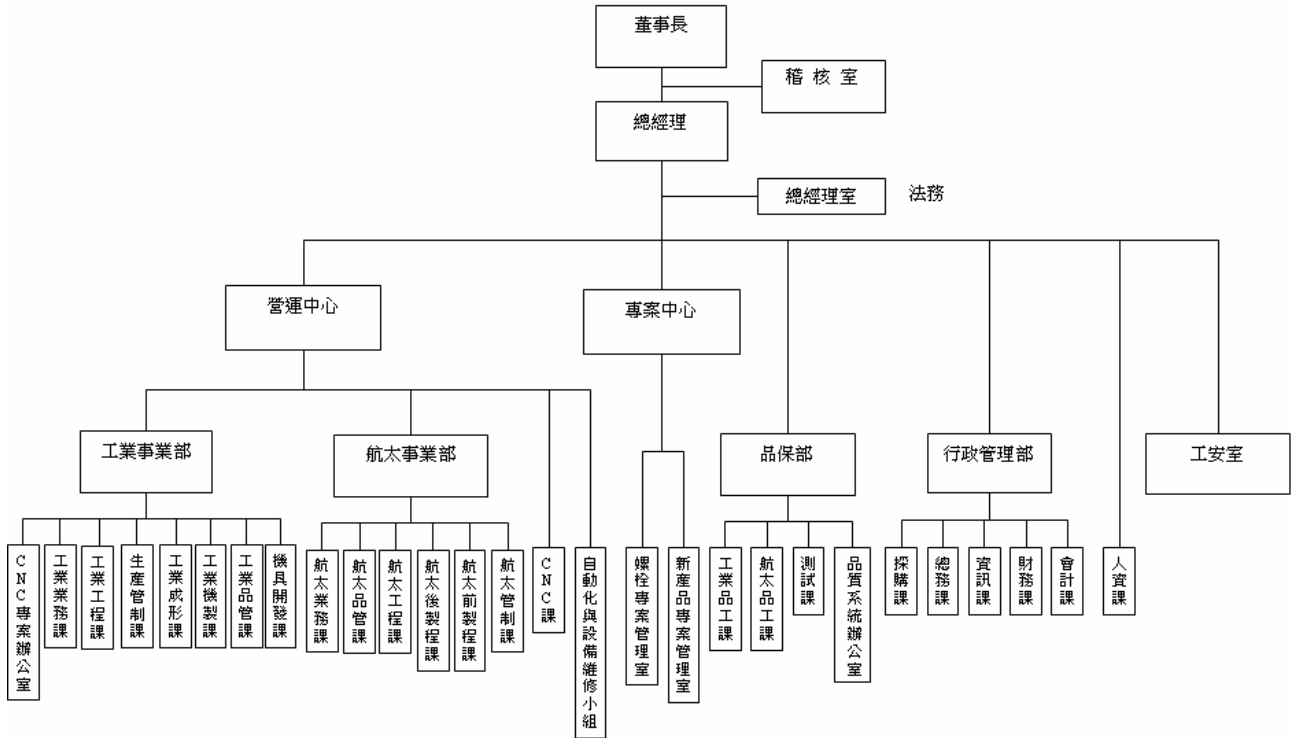 董事長
稽核室
總經理
總經理室
法務
營運中心
專案中心
工業事業部
航太事業部
品保部
行政管理部
工安室
CNC專案辦公室
工業業務課
工業工程課
生產管制課
工業成形課
工業機製課
工業品管課
機具開發課
航太業務課
航太品管課
航太工程課
航太後製程課
航太前製程課
航太管制課
CNC課
自動化與設備維修小組
螺栓專案管理室
新產品專案管理室
工業品工課
航太品工課
測試課
品質系統辦公室
採購課
總務課
資訊課
財務課
會計課
人資課